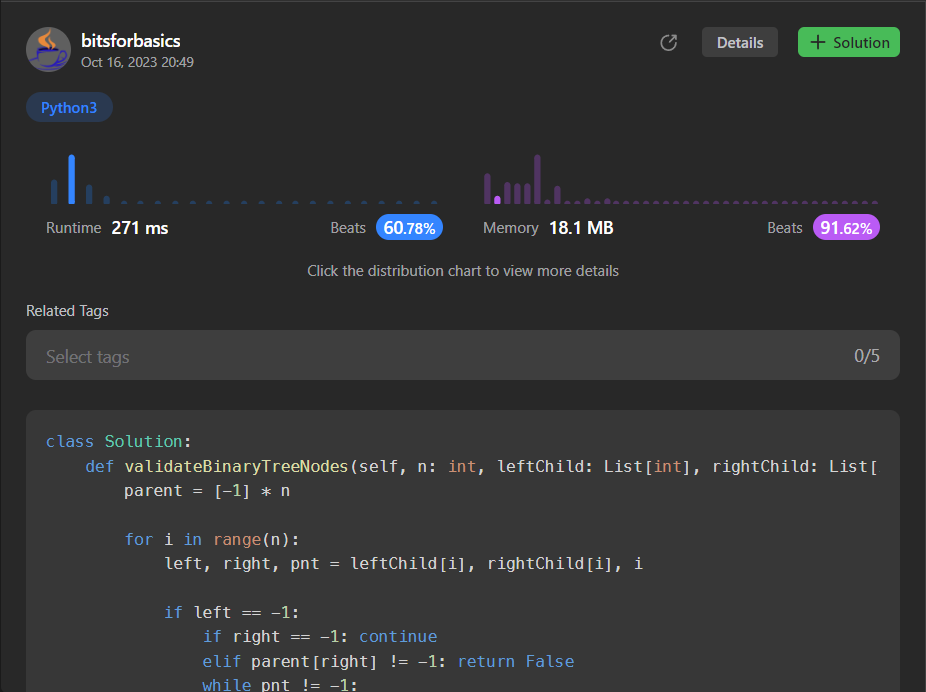 bitsforbasics
Oct 16, 2023 20:49
Details
+ Solution
Python3
Runtime 271 ms
Beats 60.78%
Memory 18.1 MB
Beats 91.62%
Click the distribution chart to view more details
Related Tags
Select tags 0/5
class Solution:
    def validateBinaryTreeNodes(self, n: int, leftChild: List[int], rightChild: List[
        parent = [-1] * n
        for i in range(n):
            left, right, pnt = leftChild[i], rightChild[i], i
            if left == -1:
                if right == -1: continue
                elif parent[right] != -1: return False
                while pnt != -1: